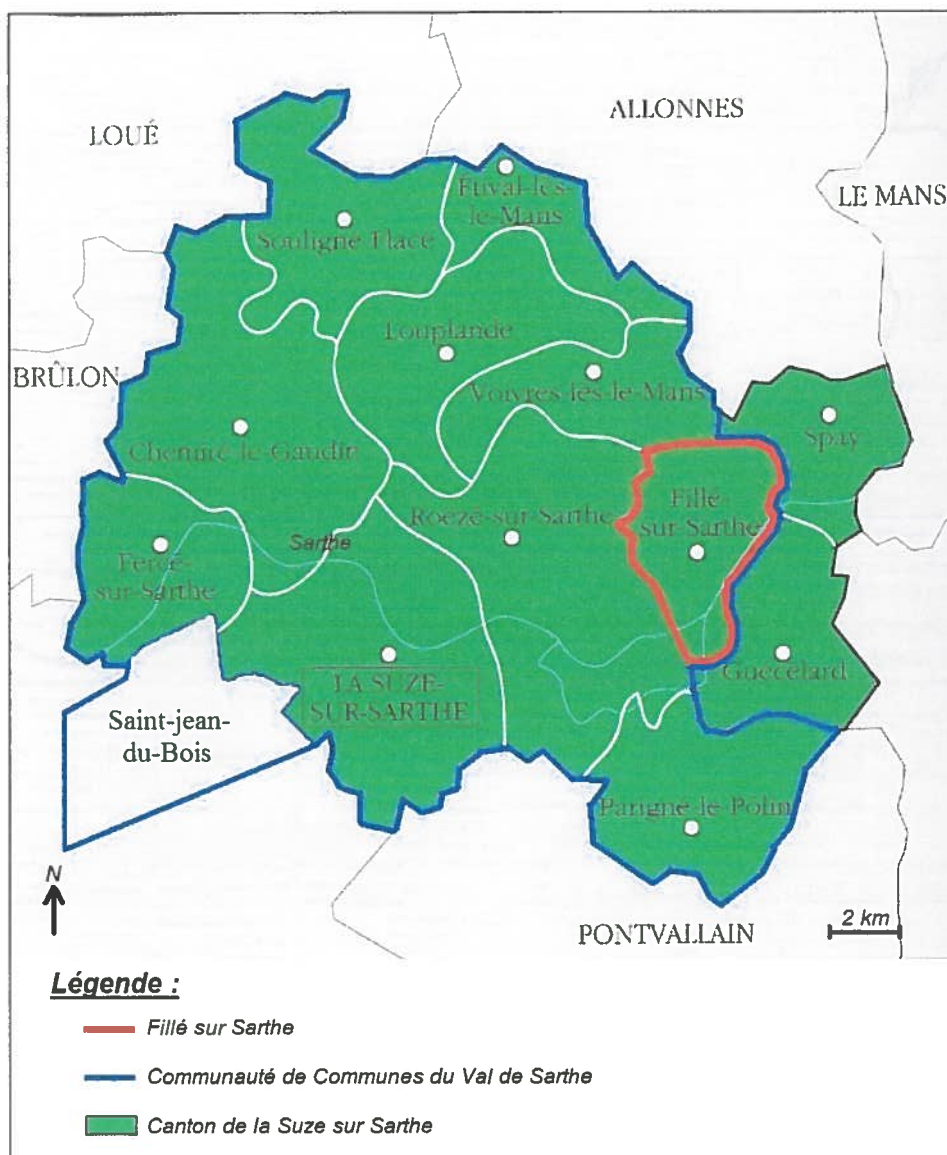 LOUÉ
ALLONNES
LE MANS
Étival-lès-
le-Mans
Souligné-Flacé
Louplande
BRÛLON
Voivres-lès-le-Mans
Spay
Chemiré-le-Gaudin
Fillé-
sur-Sarthe
Roezé-sur-Sarthe
Sarthe
Fercé-
sur-Sarthe
Guécélard
LA SUZE-
SUR-SARTHE
Saint-jean-
du-Bois
Parigné-le-Polin
N
2 km
PONTVALLAIN
Légende :
Fillé sur Sarthe
Communauté de Communes du Val de Sarthe
Canton de la Suze sur Sarthe